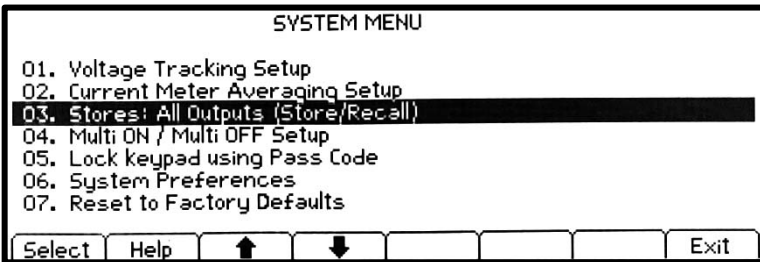 SYSTEM MENU
01. Voltage Tracking Setup
02. Current Meter Averaging Setup
03. Stores: All Outputs (Store/Recall)
04. Multi ON / Multi OFF Setup
05. Lock keypad using Pass Code
06. System Preferences
07. Reset to Factory Defaults
Select Help Exit